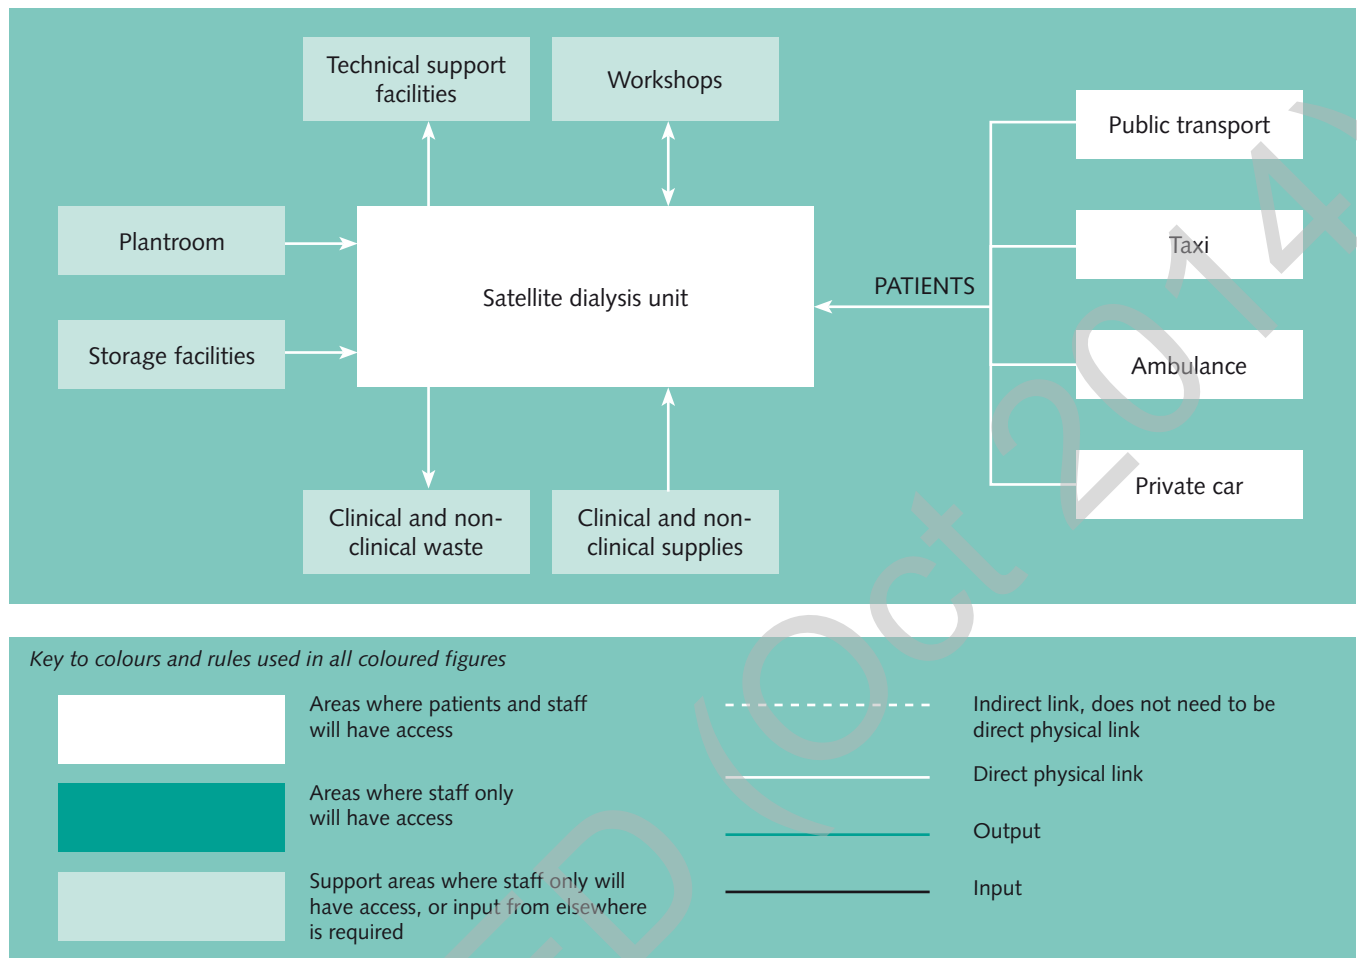 Technical support
facilities
Workshops
Public transport
Plantroom
Taxi
Satellite dialysis unit
PATIENTS
Storage facilities
Ambulance
Private car
Clinical and non-
clinical waste
Clinical and non-
clinical supplies
Key to colours and rules used in all coloured figures
Areas where patients and staff
will have access
Areas where staff only
will have access
Support areas where staff only will
have access, or input from elsewhere
is required
Indirect link, does not need to be
direct physical link
Direct physical link
Output
Input
ED (Oct 2014)